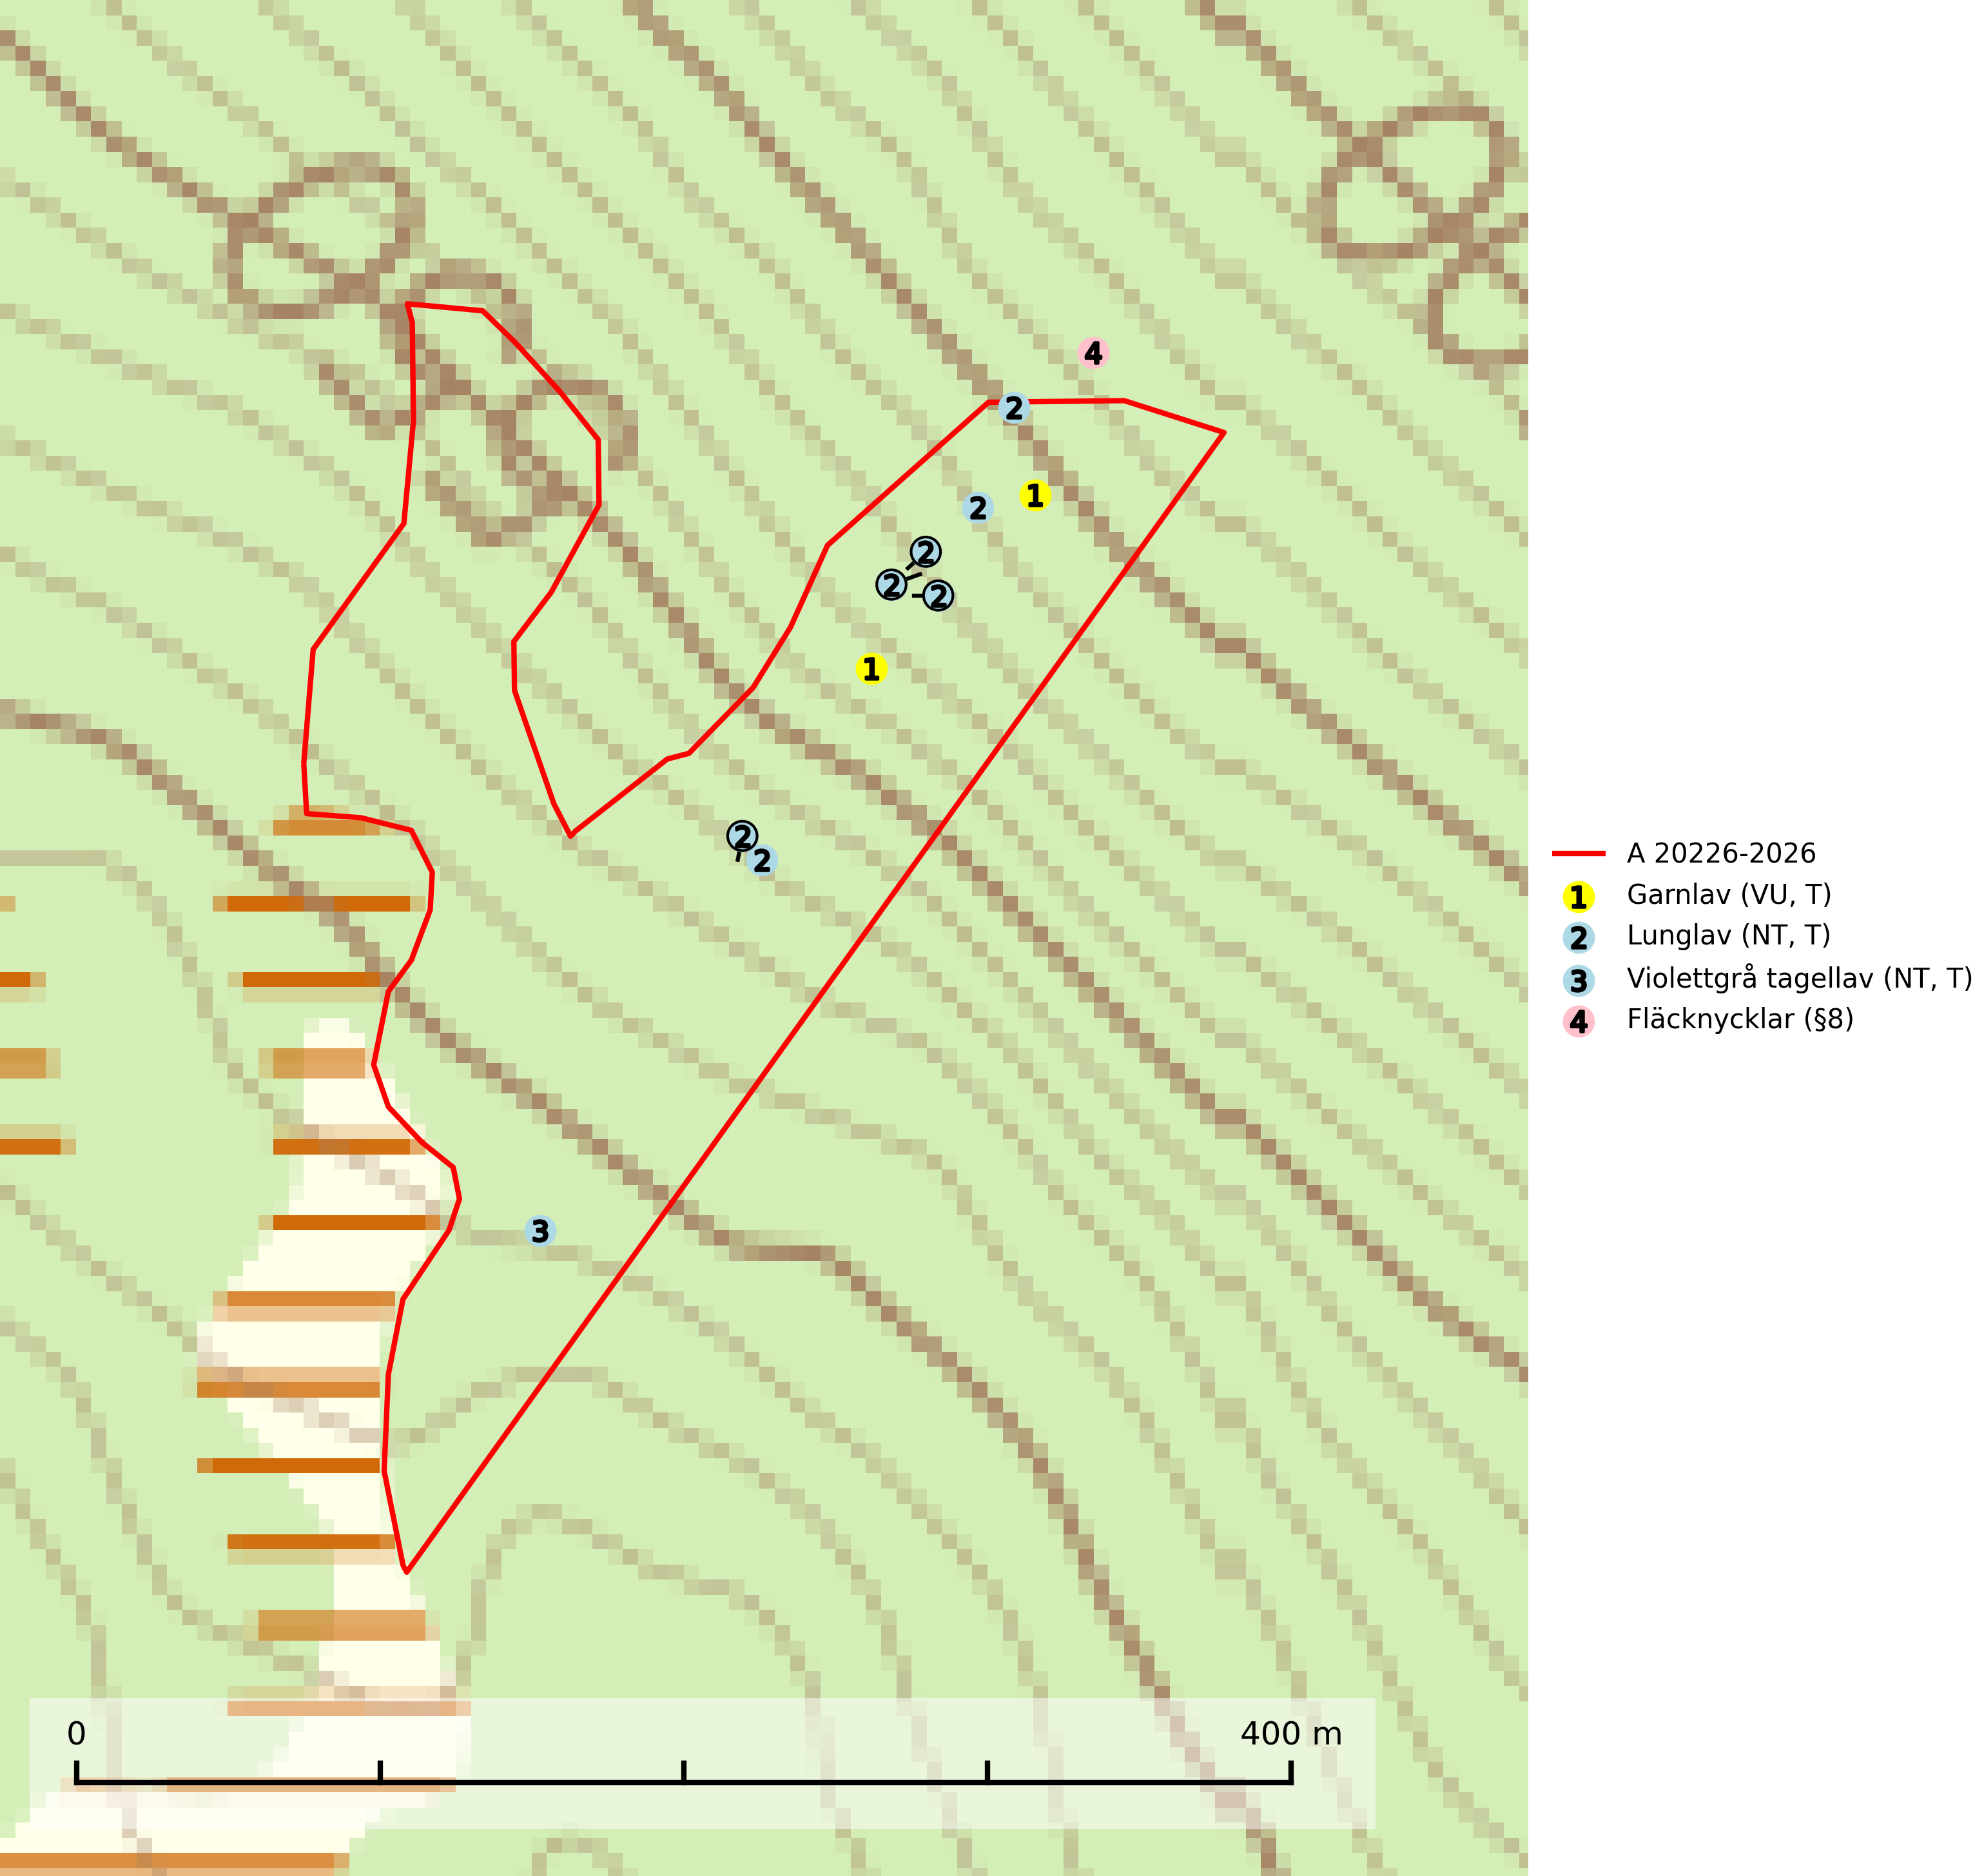 4
2
1
2
2
2
2
1
2
2
3
A 20226-2026
1 Garnlav (VU, T)
2 Lunglav (NT, T)
3 Violettgrå tagellav (NT, T)
4 Fläcknycklar (§8)
0 400 m